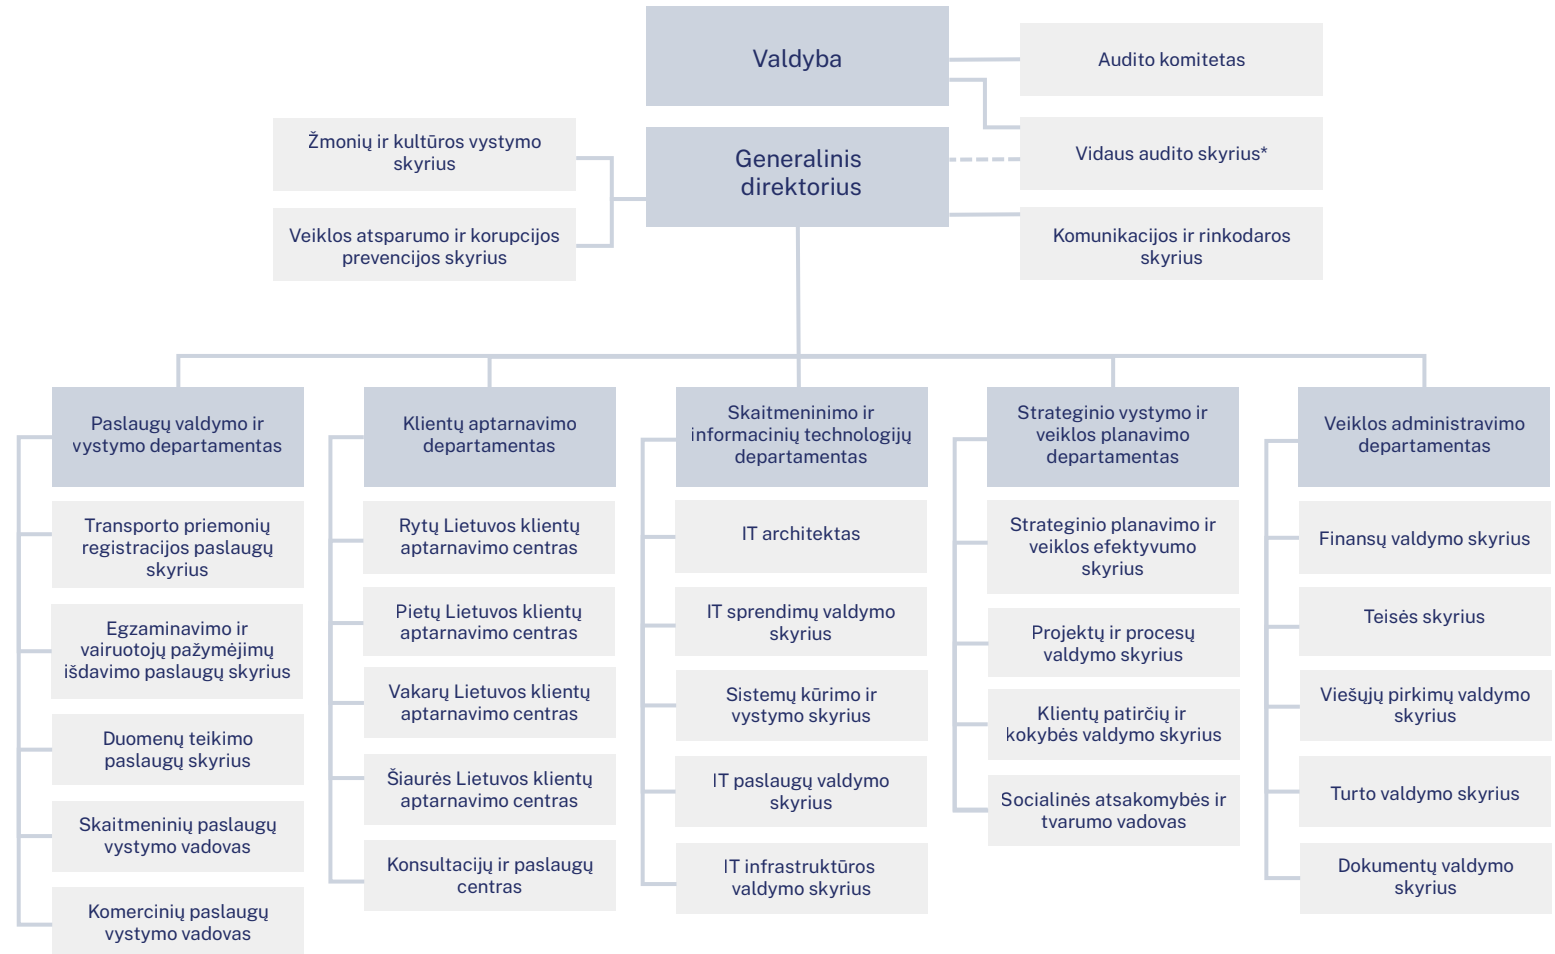 Valdyba
Audito komitetas
Žmonių ir kultūros vystymo
skyrius
Generalinis
direktorius
Vidaus audito skyrius*
Veiklos atsparumo ir korupcijos
prevencijos skyrius
Komunikacijos ir rinkodaros
skyrius
Paslaugų valdymo ir
vystymo departamentas
Transporto priemonių
registracijos paslaugų
skyrius
Egzaminavimo ir
vairuotojų pažymėjimų
išdavimo paslaugų skyrius
Duomenų teikimo
paslaugų skyrius
Skaitmeninių paslaugų
vystymo vadovas
Komercinių paslaugų
vystymo vadovas
Klientų aptarnavimo
departamentas
Rytų Lietuvos klientų
aptarnavimo centras
Pietų Lietuvos klientų
aptarnavimo centras
Vakarų Lietuvos klientų
aptarnavimo centras
Šiaurės Lietuvos klientų
aptarnavimo centras
Konsultacijų ir paslaugų
centras
Skaitmeninimo ir
informacinių technologijų
departamentas
IT architektas
IT sprendimų valdymo
skyrius
Sistemų kūrimo ir
vystymo skyrius
IT paslaugų valdymo
skyrius
IT infrastruktūros
valdymo skyrius
Strateginio vystymo ir
veiklos planavimo
departamentas
Strateginio planavimo ir
veiklos efektyvumo
skyrius
Projektų ir procesų
valdymo skyrius
Klientų patirčių ir
kokybės valdymo skyrius
Socialinės atsakomybės ir
tvarumo vadovas
Veiklos administravimo
departamentas
Finansų valdymo skyrius
Teisės skyrius
Viešųjų pirkimų valdymo
skyrius
Turto valdymo skyrius
Dokumentų valdymo
skyrius